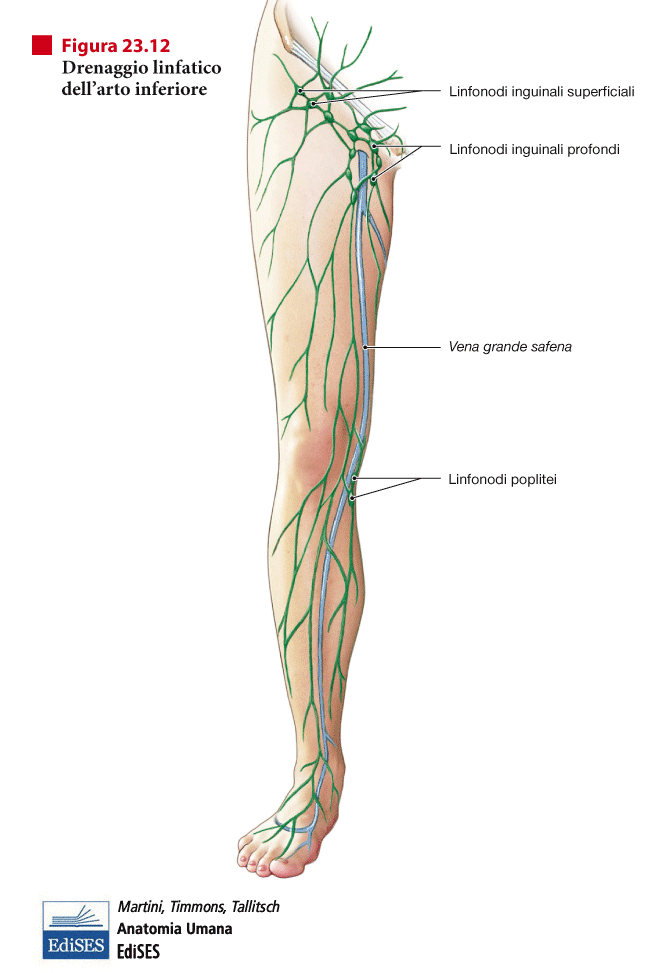 Figura 23.12
Drenaggio linfatico
dell'arto inferiore
Linfonodi inguinali superficiali
Linfonodi inguinali profondi
Vena grande safena
Linfonodi poplitei
Martini, Timmons, Tallitsch
Anatomia Umana
EdiSES
EdiSES